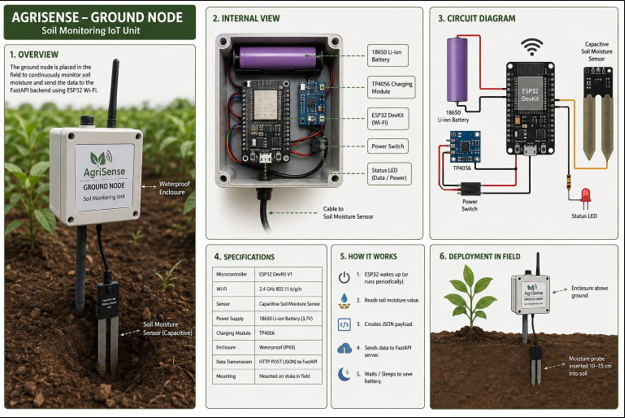 AGRISENSE – GROUND NODE
Soil Monitoring IoT Unit
1. OVERVIEW
The ground node is placed in the
field to continuously monitor soil
moisture and send the data to the
FastAPI backend using ESP32 Wi-Fi.
AgriSense
GROUND NODE
Soil Monitoring Unit
Waterproof
Enclosure
Soil Moisture
Sensor (Capacitive)
2. INTERNAL VIEW
18650 Li-ion
Battery
TP4056 Charging
Module
ESP32 DevKit
(Wi-Fi)
Power Switch
Status LED
(Data / Power)
Cable to
Soil Moisture Sensor
3. CIRCUIT DIAGRAM
Capacitive
Soil Moisture
Sensor
ESP32
DevKit
18650
Li-ion Battery
TP4056
Power
Switch
Status LED
4. SPECIFICATIONS
Microcontroller ESP32 DevKit V1
Wi-Fi 2.4 GHz 802.11 b/g/n
Sensor Capacitive Soil Moisture Sensor
Power Supply 18650 Li-ion Battery (3.7V)
Charging Module TP4056
Enclosure Waterproof (IP65)
Data Transmission HTTP POST (JSON) to FastAPI
Mounting Mounted on stake in field
5. HOW IT WORKS
1. ESP32 wakes up (or
runs periodically).
2. Reads soil moisture value.
3. Creates JSON payload.
4. Sends data to FastAPI
server.
5. Waits / Sleeps to save
battery.
6. DEPLOYMENT IN FIELD
AgriSense
GROUND NODE
Enclosure above
ground
Moisture probe
inserted 10–15 cm
into soil